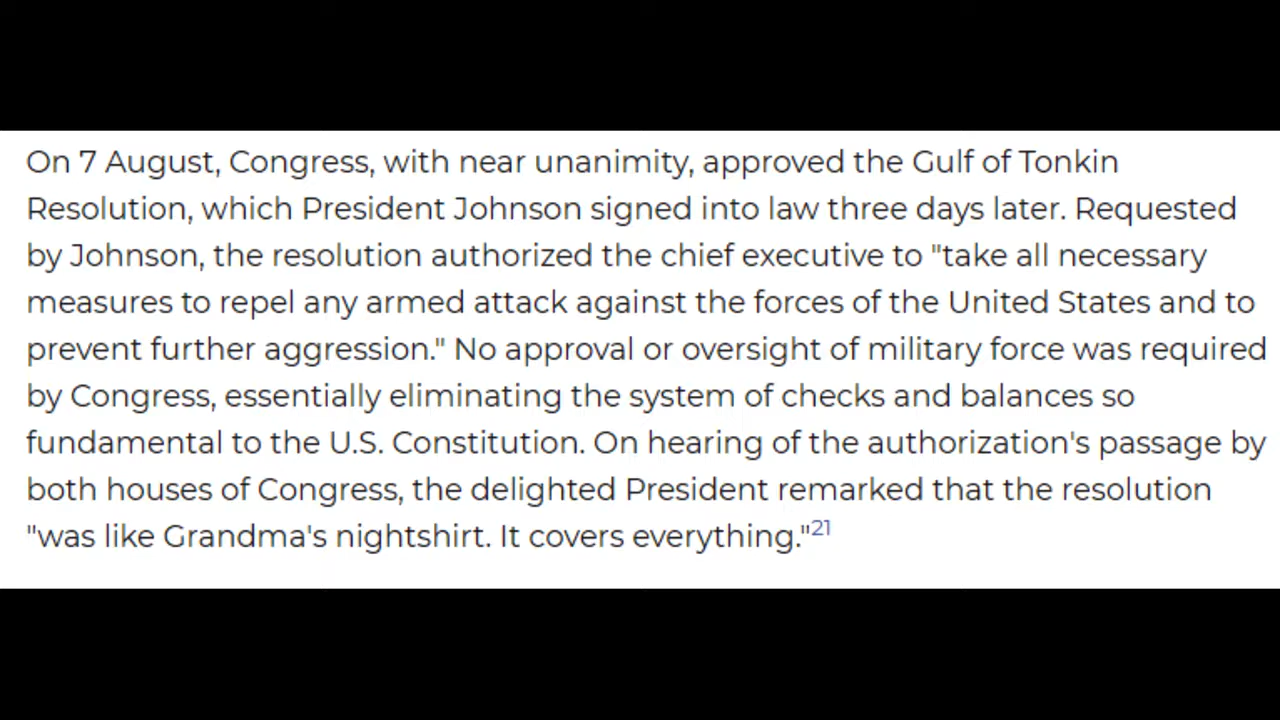 On 7 August, Congress, with near unanimity, approved the Gulf of Tonkin
Resolution, which President Johnson signed into law three days later. Requested
by Johnson, the resolution authorized the chief executive to "take all necessary
measures to repel any armed attack against the forces of the United States and to
prevent further aggression." No approval or oversight of military force was required
by Congress, essentially eliminating the system of checks and balances so
fundamental to the U.S. Constitution. On hearing of the authorization's passage by
both houses of Congress, the delighted President remarked that the resolution
"was like Grandma's nightshirt. It covers everything."21